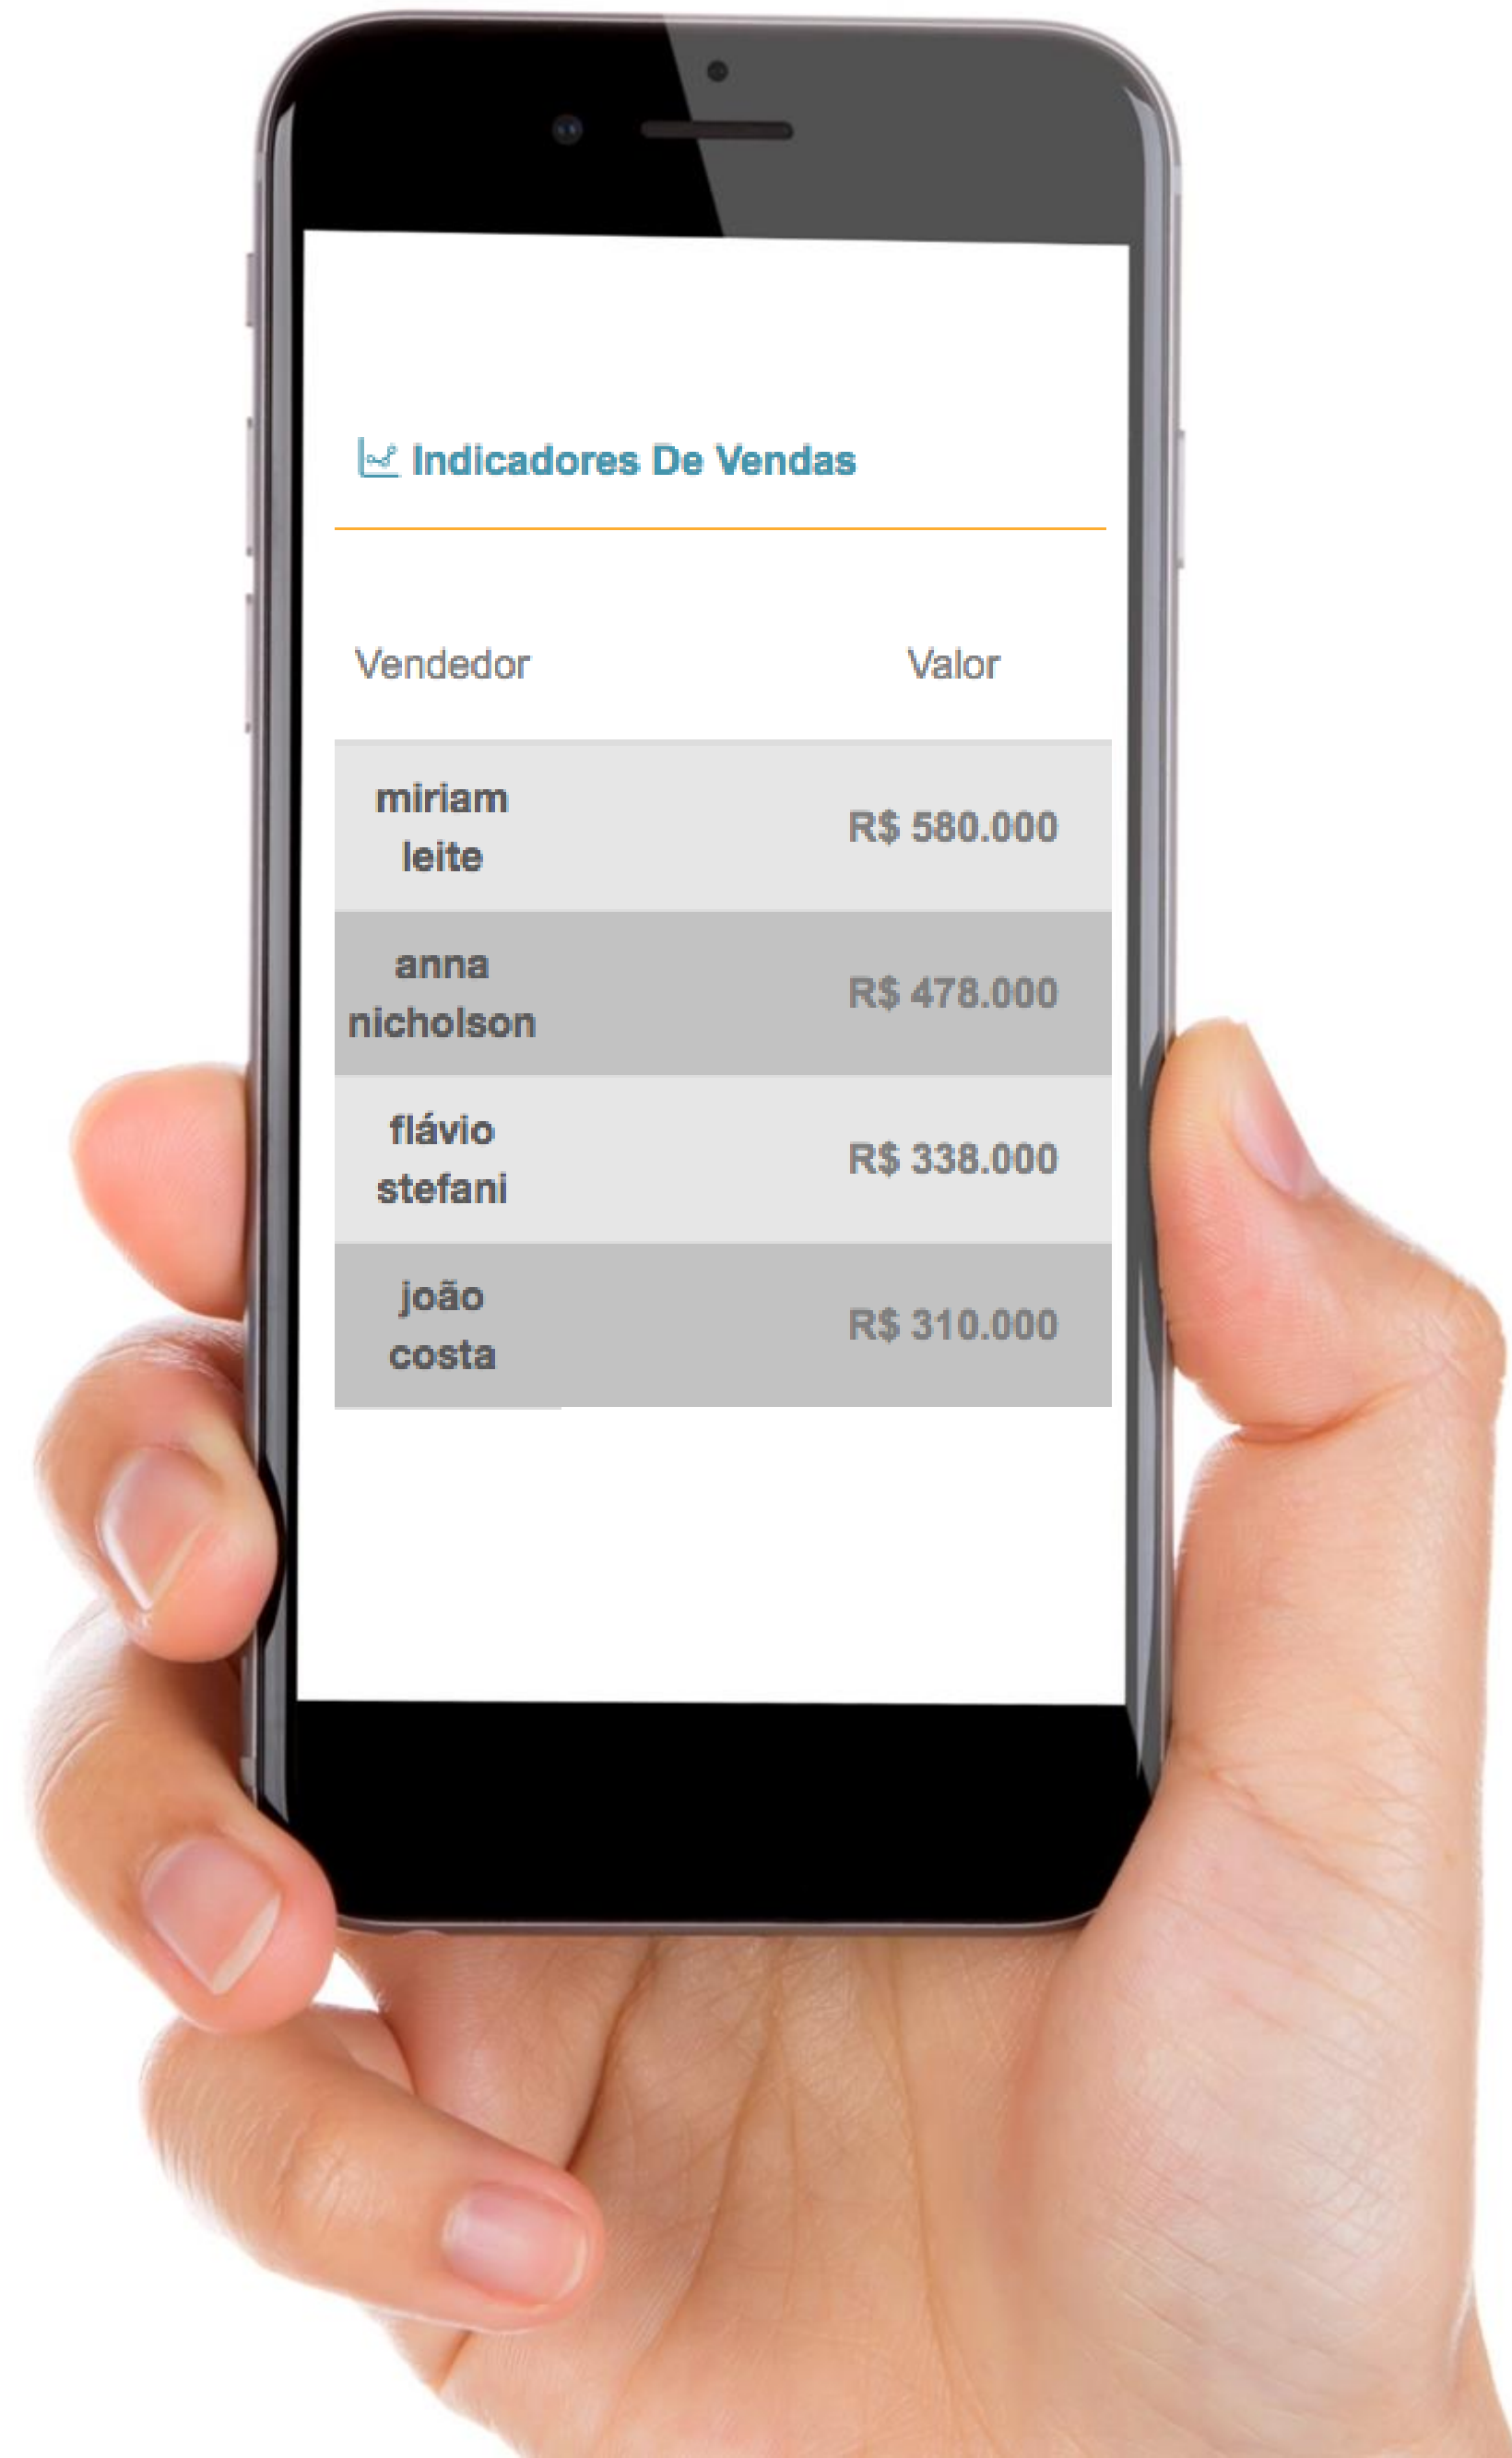 Indicadores De Vendas
Vendedor Valor
miriam
leite
R$ 580.000
anna
nicholson
R$ 478.000
flávio
stefani
R$ 338.000
joão
costa
R$ 310.000